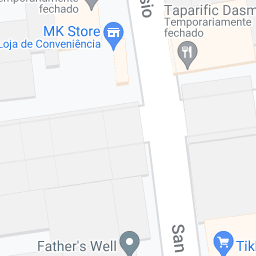 Temporariamente
fechado
sio
MK Store
Loja de Conveniência
Taparific Dasm
Temporariamente
fechado
San
Father's Well
Tik